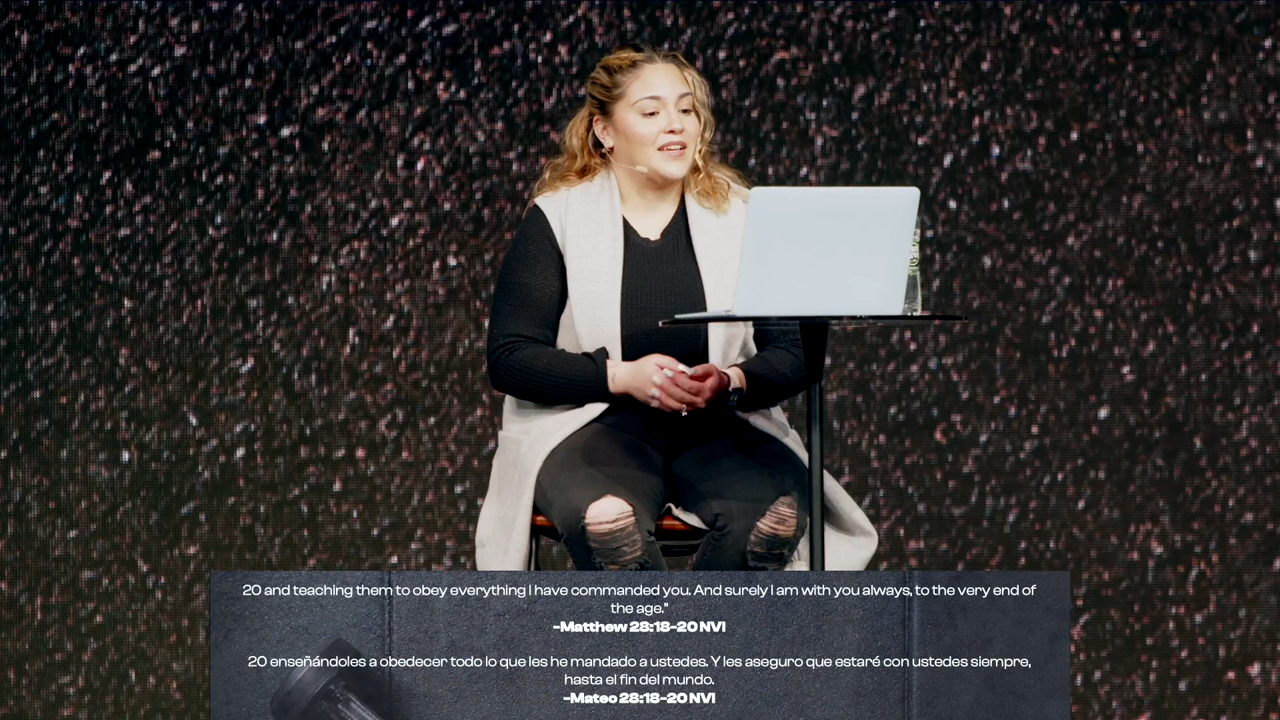 20 and teaching them to obey everything I have commanded you. And surely I am with you always, to the very end of
the age."
-Matthew 28:18-20 NVI
20 enseñándoles a obedecer todo lo que les he mandado a ustedes. Y les aseguro que estaré con ustedes siempre,
hasta el fin del mundo.
-Mateo 28:18-20 NVI